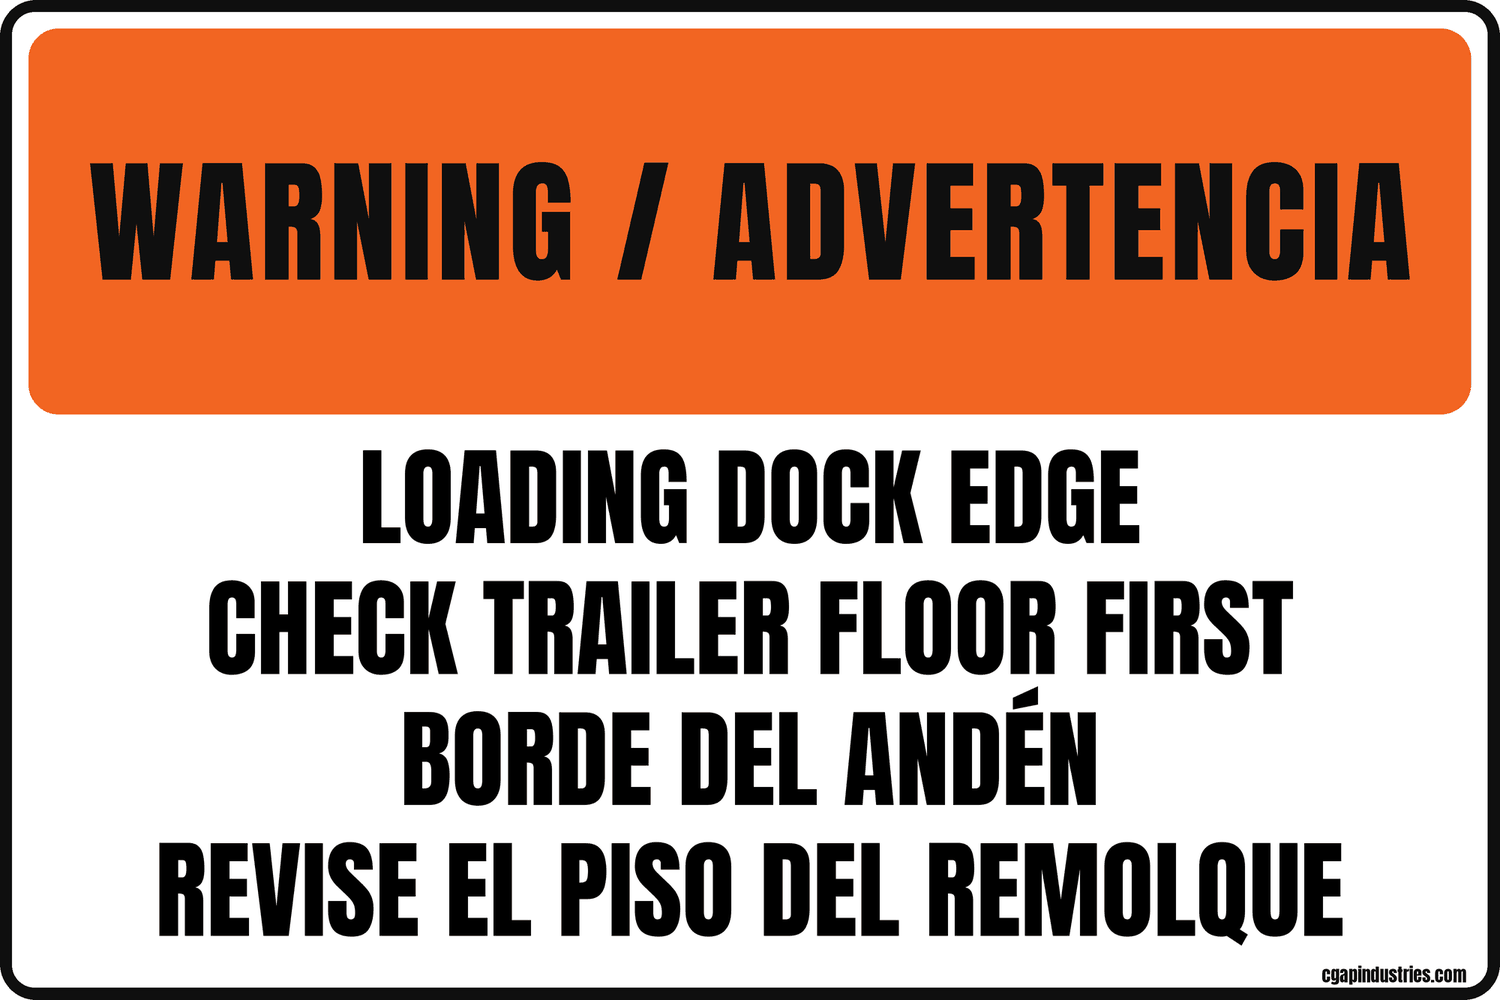 WARNING / ADVERTENCIA
LOADING DOCK EDGE
CHECK TRAILER FLOOR FIRST
BORDE DEL ANDÉN
REVISE EL PISO DEL REMOLQUE
cgapindustries.com